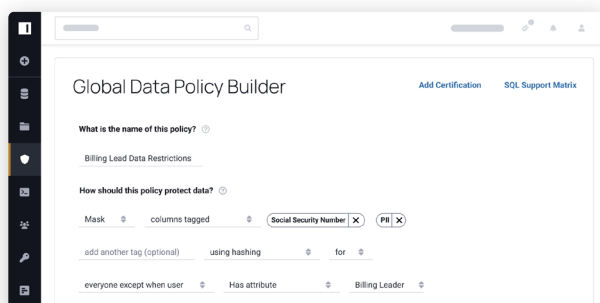 Global Data Policy Builder
Add Certification
SQL Support Matrix
What is the name of this policy?
Billing Lead Data Restrictions
How should this policy protect data?
Mask columns tagged Social Security Number PII
add another tag (optional) using hashing for
everyone except when user Has attribute Billing Leader